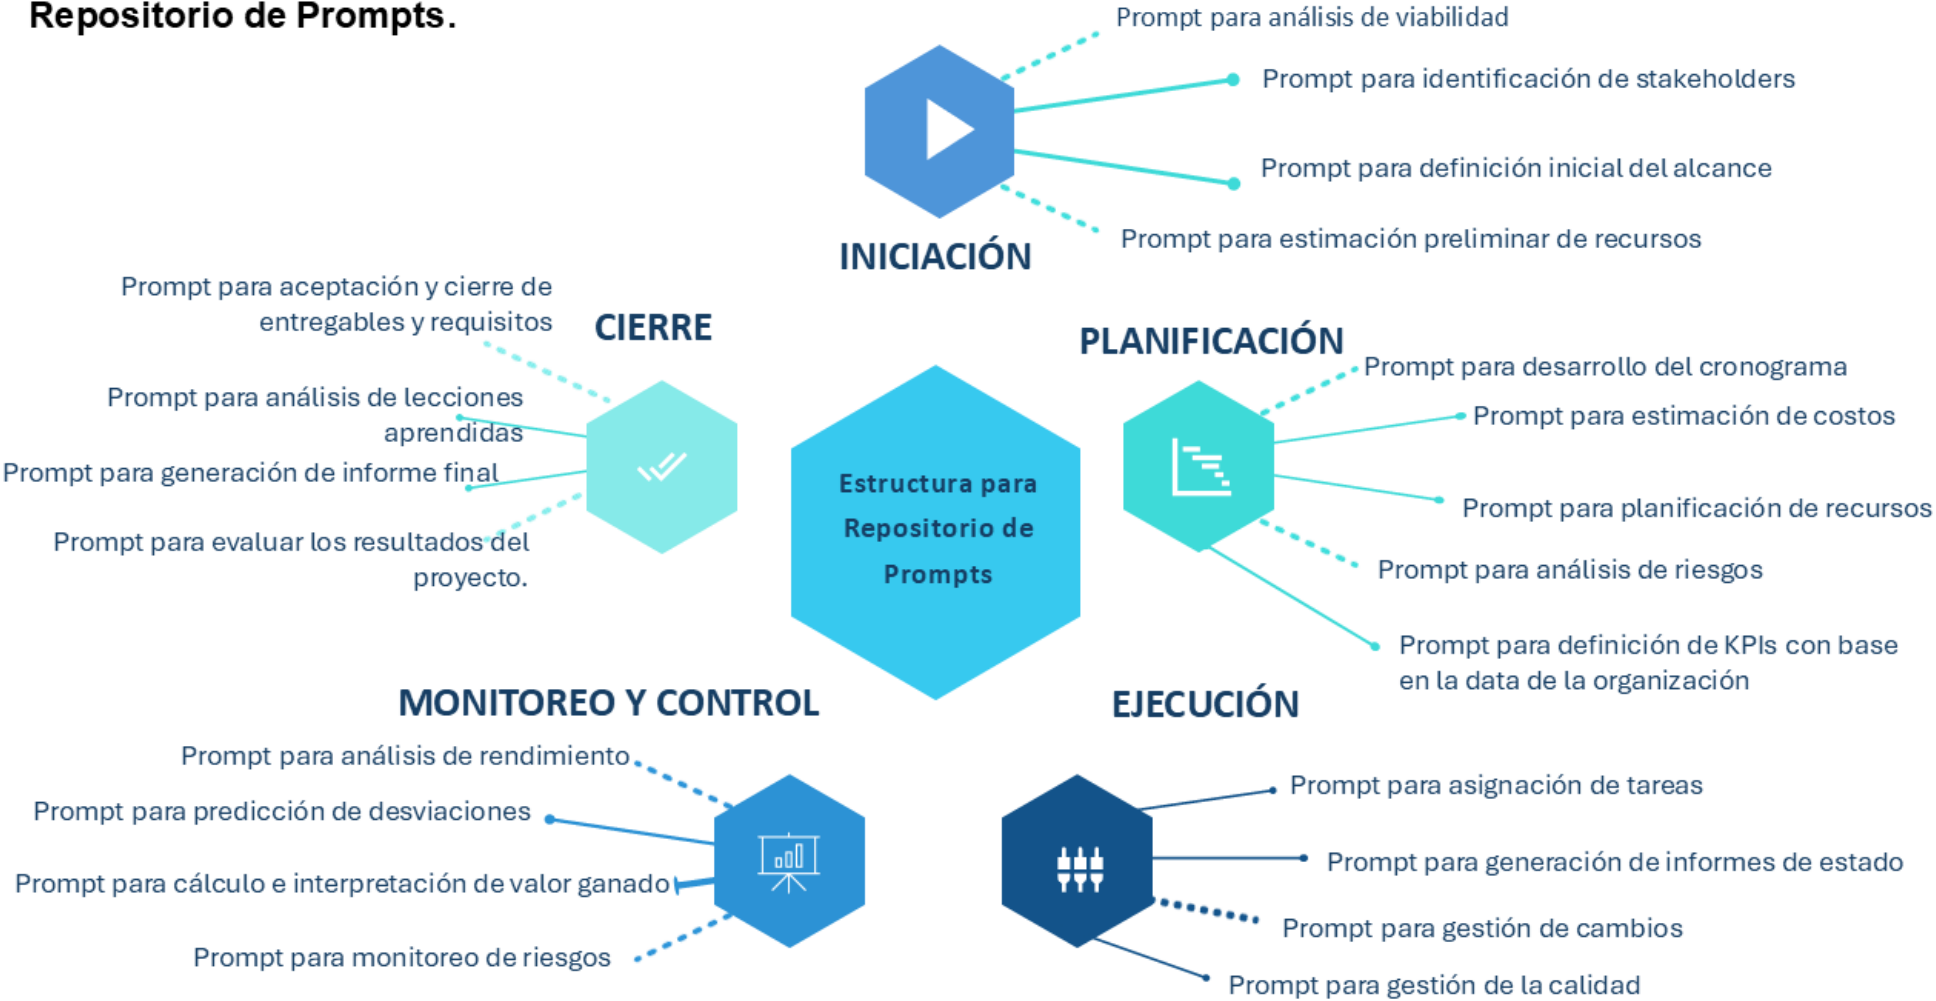 Repositorio de Prompts.
Prompt para análisis de viabilidad
Prompt para identificación de stakeholders
Prompt para definición inicial del alcance
Prompt para estimación preliminar de recursos
INICIACIÓN
Prompt para aceptación y cierre de
entregables y requisitos
CIERRE
Prompt para análisis de lecciones
aprendidas
Prompt para generación de informe final
Prompt para evaluar los resultados del
proyecto.
PLANIFICACIÓN
Prompt para desarrollo del cronograma
Prompt para estimación de costos
Prompt para planificación de recursos
Prompt para análisis de riesgos
Prompt para definición de KPIs con base
en la data de la organización
Estructura para
Repositorio de
Prompts
MONITOREO Y CONTROL
Prompt para análisis de rendimiento
Prompt para predicción de desviaciones
Prompt para cálculo e interpretación de valor ganado
Prompt para monitoreo de riesgos
EJECUCIÓN
Prompt para asignación de tareas
Prompt para generación de informes de estado
Prompt para gestión de cambios
Prompt para gestión de la calidad